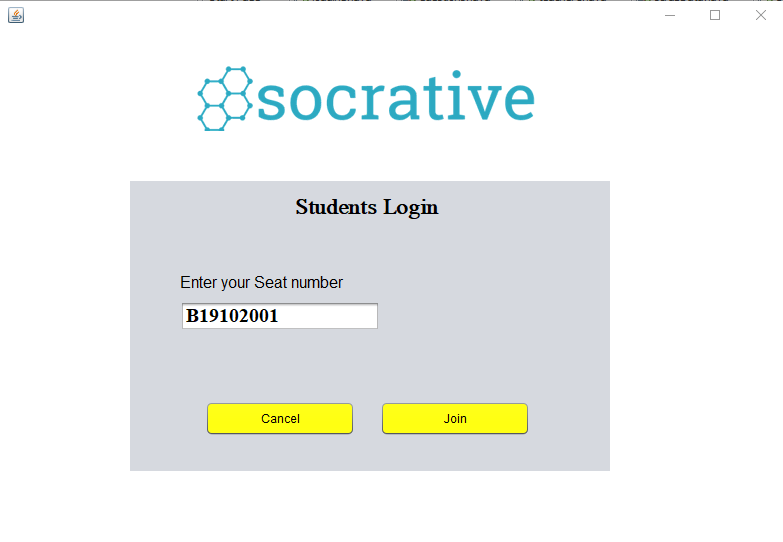 socrative
Students Login
Enter your Seat number
B19102001
Cancel
Join